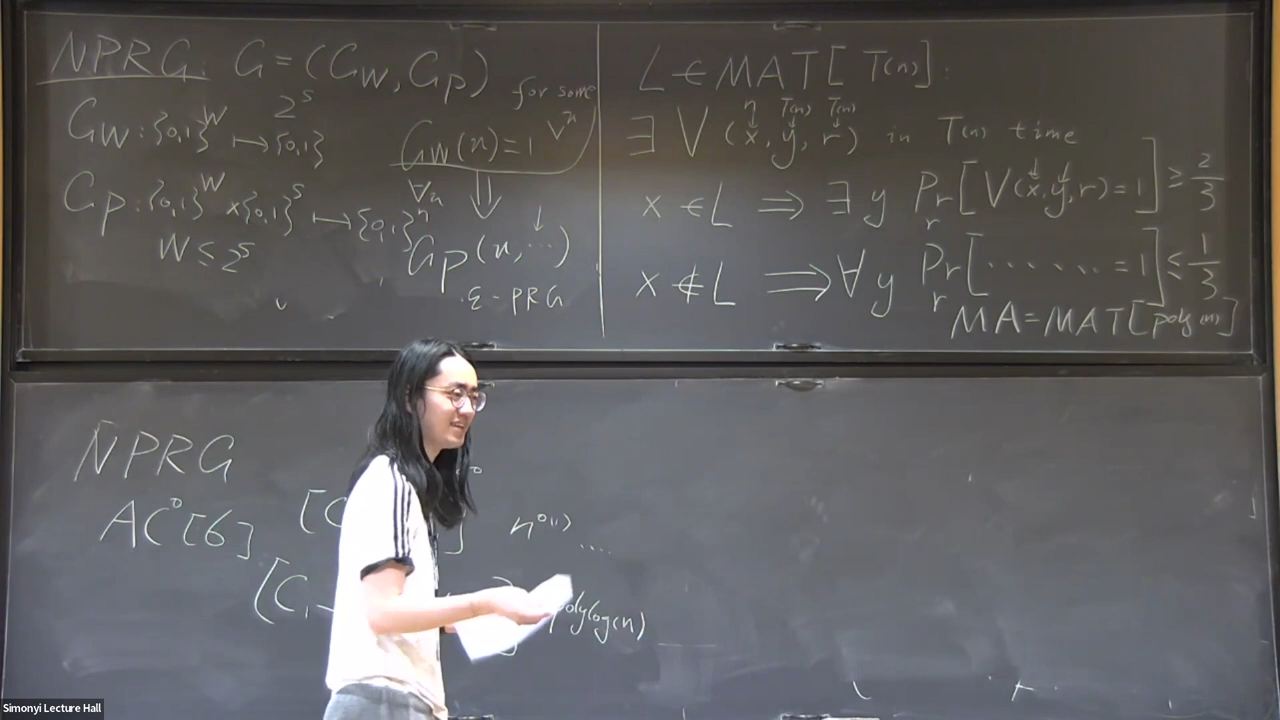 NPRG: G = (G_W, G_P)
for some
G_W : {0,1}^W ↦ {0,1}^{2^s}
G_W(u) = 1
∀u
G_P : {0,1}^W × {0,1}^s ↦ {0,1}^n
W ≤ 2^s
⇓
G_P(u, ...)
ε-PRG
L ∈ MAT[T(n)] :
n T(n) T(n)
∃ V(x, y, r) in T(n) time
x ∈ L ⟹ ∃ y Pr_r[V(x,y,r) = 1] ≥ 2/3
x ∉ L ⟹ ∀ y Pr_r[. . . . . . = 1] ≤ 1/3
MA = MAT[poly(n)]
NPRG
AC^0[6] [C ] n^{o(1)} ....
[C, polylog(n)
Simonyi Lecture Hall